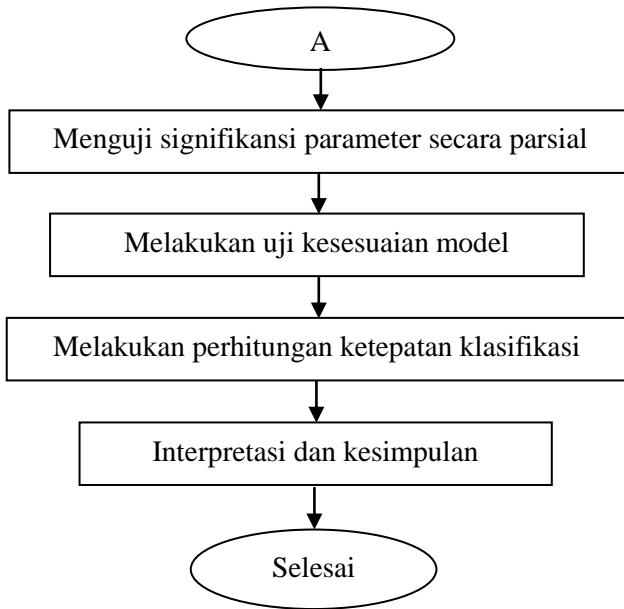 A
Menguji signifikansi parameter secara parsial
Melakukan uji kesesuaian model
Melakukan perhitungan ketepatan klasifikasi
Interpretasi dan kesimpulan
Selesai